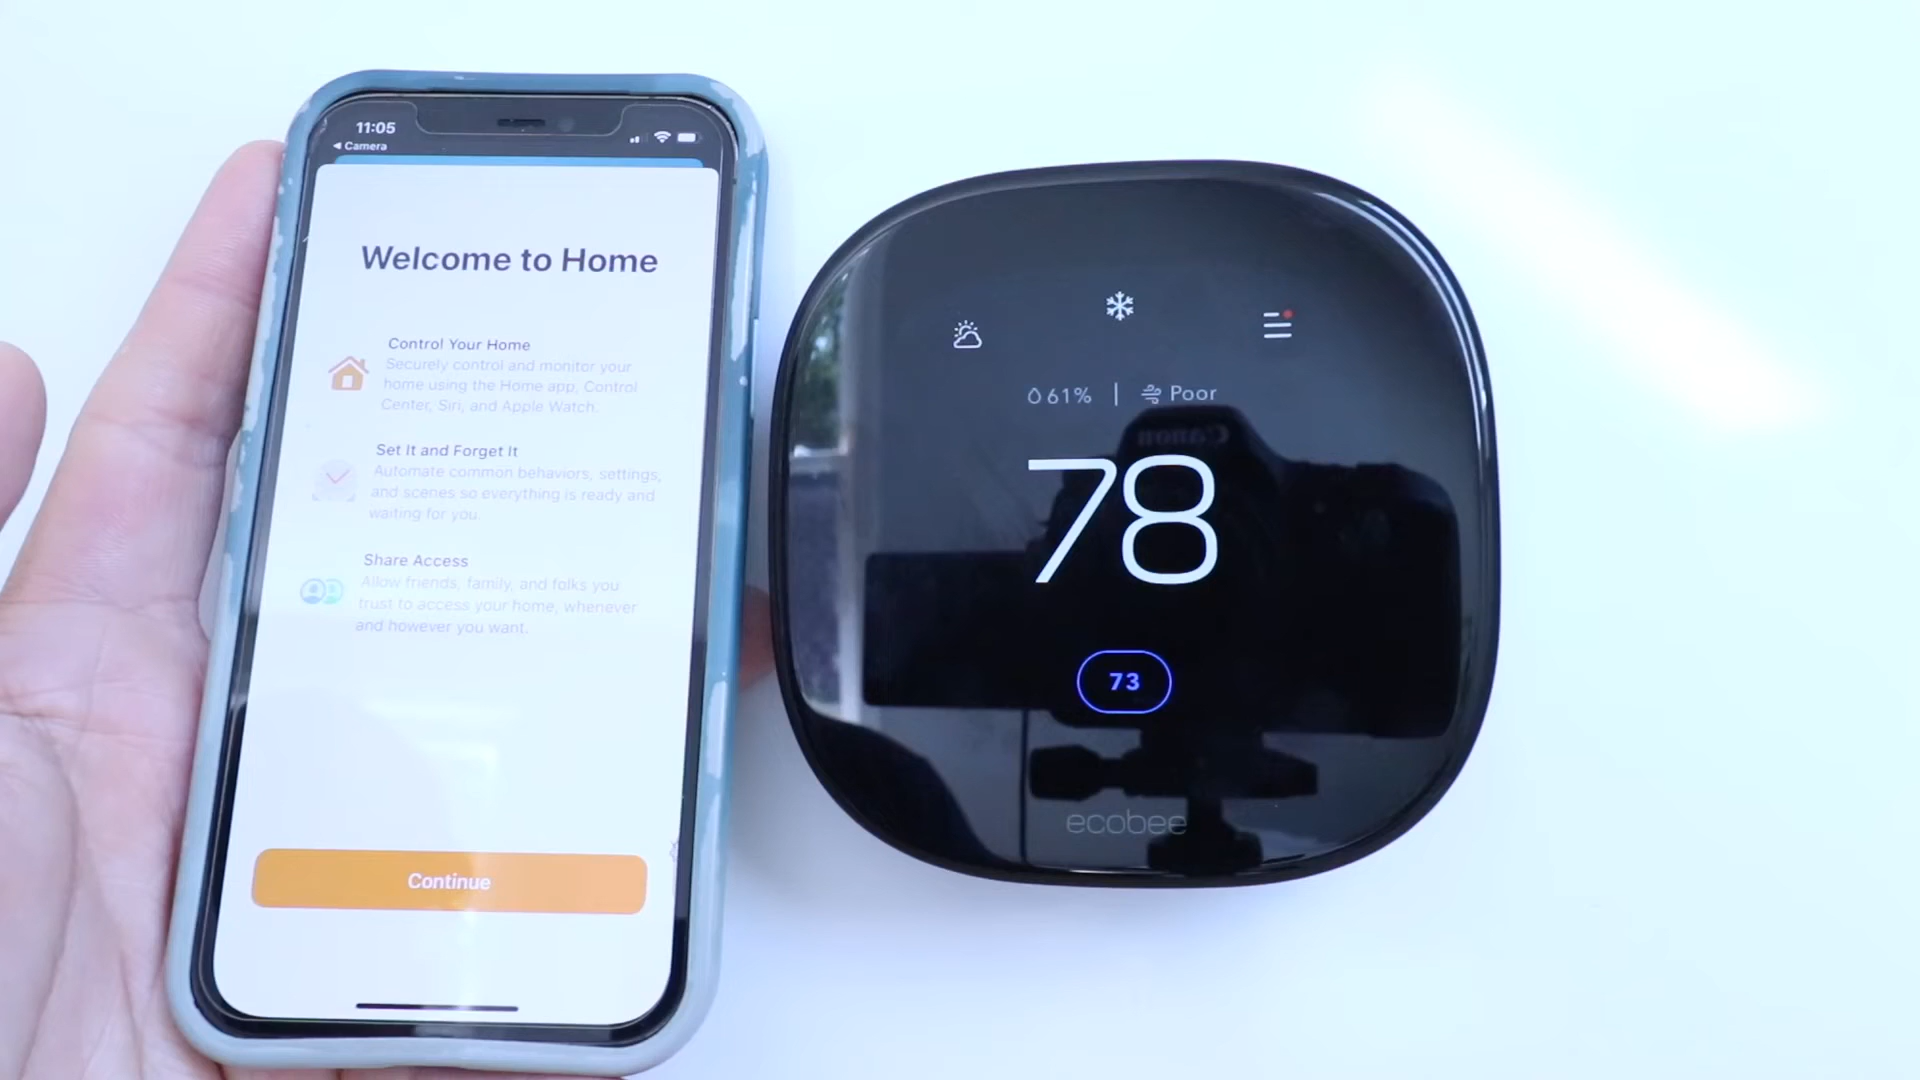 11:05
◀ Camera
Welcome to Home
Control Your Home
Securely control and monitor your
home using the Home app, Control
Center, Siri, and Apple Watch.
Set It and Forget It
Automate common behaviors, settings,
and scenes so everything is ready and
waiting for you.
Share Access
Allow friends, family, and folks you
trust to access your home, whenever
and however you want.
Continue
61% | Poor
Canon
78
73
ecobee